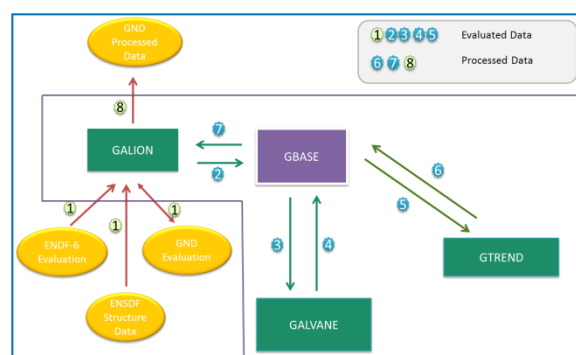 GND
Processed
Data
1 2 3 4 5 Evaluated Data
6 7 8 Processed Data
8
GALION
7
2
GBASE
6
5
1
1
1
ENDF-6
Evaluation
GND
Evaluation
3
4
GTREND
ENSDF
Structure
Data
GALVANE